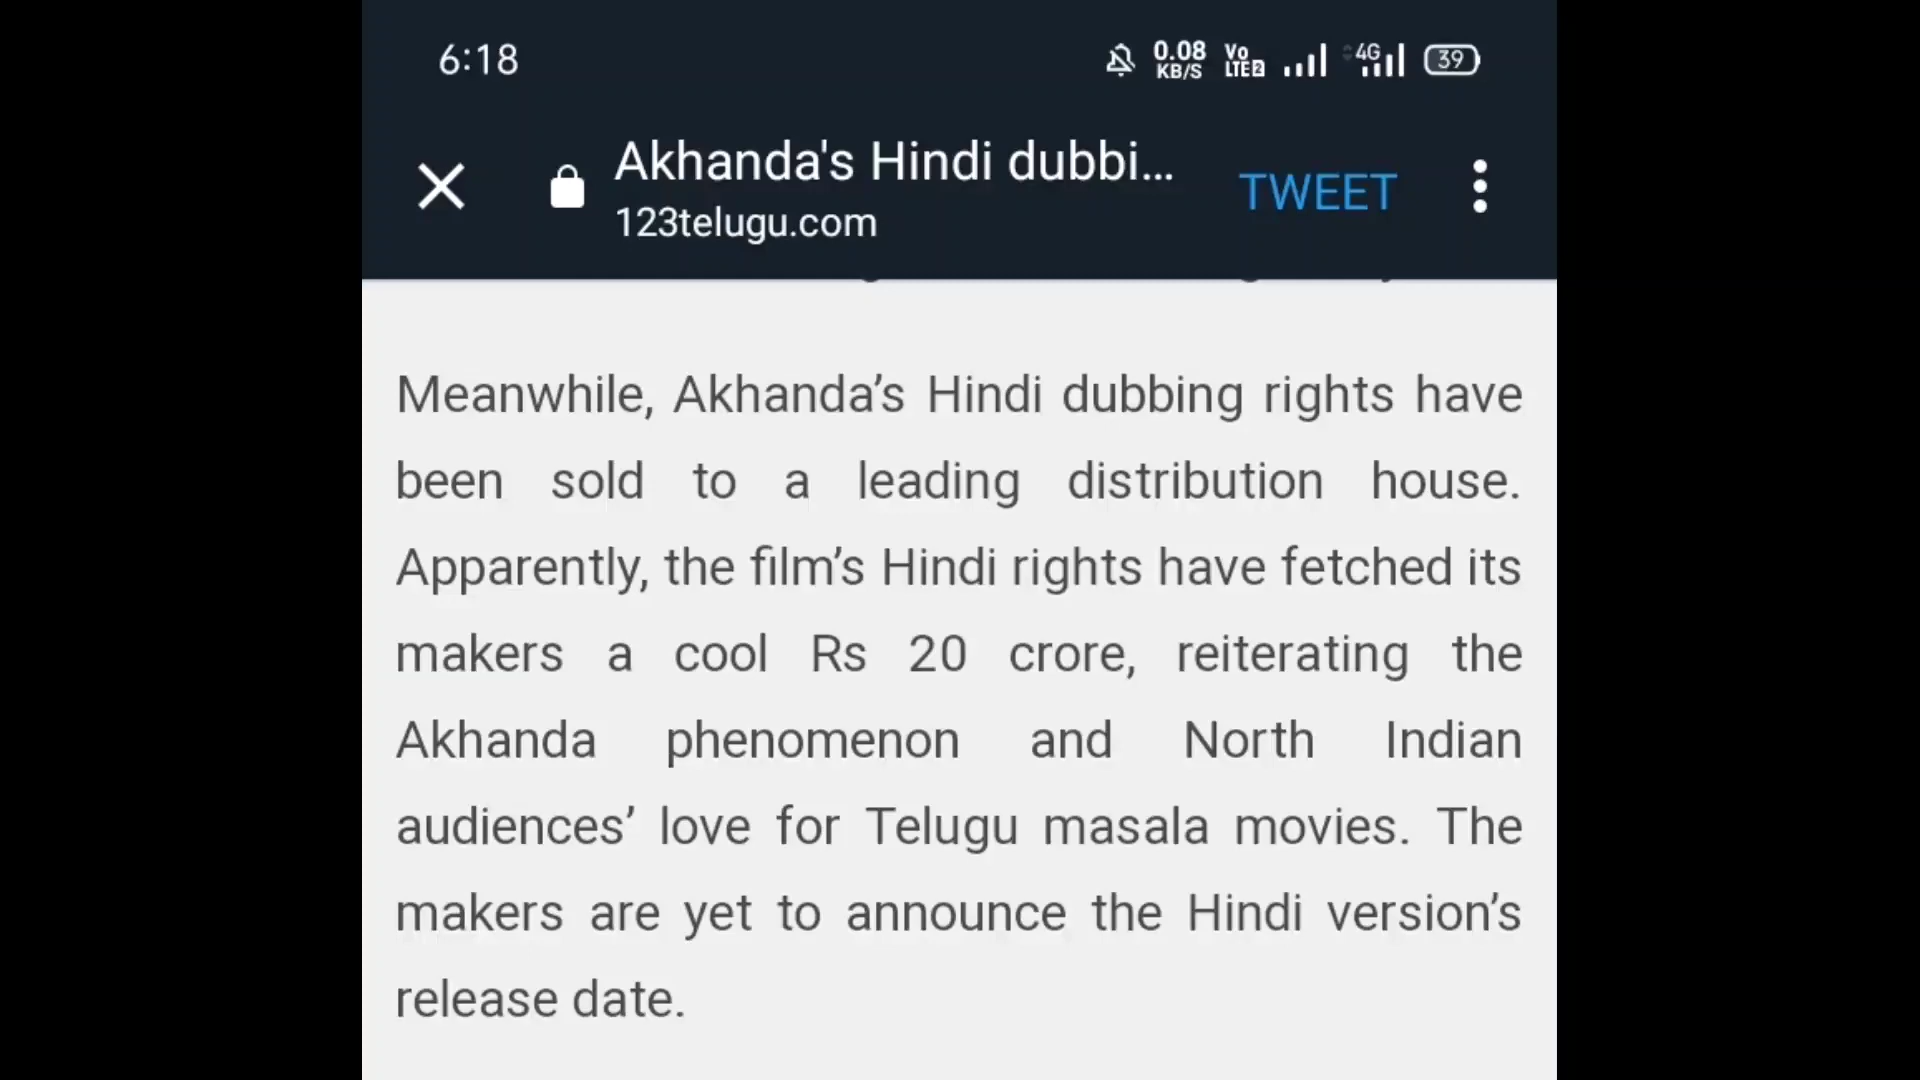 6:18
0.08 KB/S Vo LTE 2 4G 39
Akhanda's Hindi dubbi...
TWEET
123telugu.com
Meanwhile, Akhanda’s Hindi dubbing rights have
been sold to a leading distribution house.
Apparently, the film’s Hindi rights have fetched its
makers a cool Rs 20 crore, reiterating the
Akhanda phenomenon and North Indian
audiences’ love for Telugu masala movies. The
makers are yet to announce the Hindi version’s
release date.